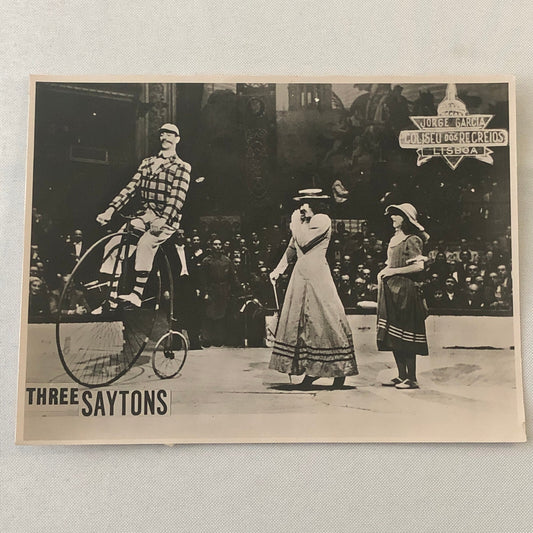 JORGE GARCIA
COLISEU DOS RECREIOS
LISBOA
THREE SAYTONS